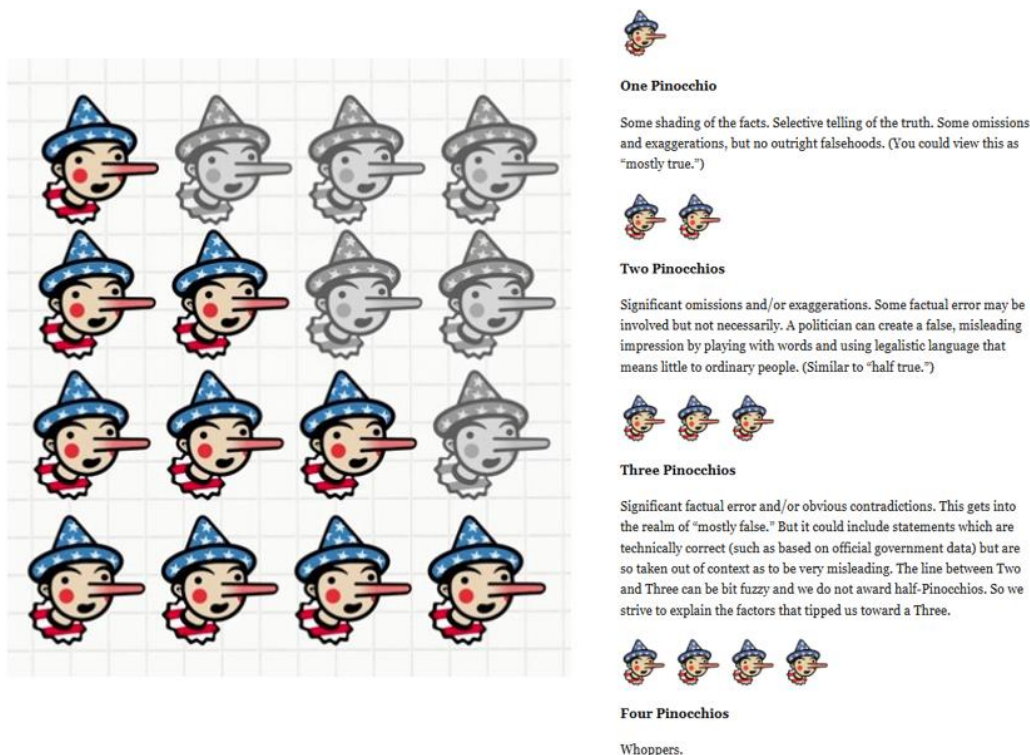 One Pinocchio
Some shading of the facts. Selective telling of the truth. Some omissions
and exaggerations, but no outright falsehoods. (You could view this as
“mostly true.”)
Two Pinocchios
Significant omissions and/or exaggerations. Some factual error may be
involved but not necessarily. A politician can create a false, misleading
impression by playing with words and using legalistic language that
means little to ordinary people. (Similar to “half true.”)
Three Pinocchios
Significant factual error and/or obvious contradictions. This gets into
the realm of “mostly false.” But it could include statements which are
technically correct (such as based on official government data) but are
so taken out of context as to be very misleading. The line between Two
and Three can be bit fuzzy and we do not award half-Pinocchios. So we
strive to explain the factors that tipped us toward a Three.
Four Pinocchios
Whoppers.